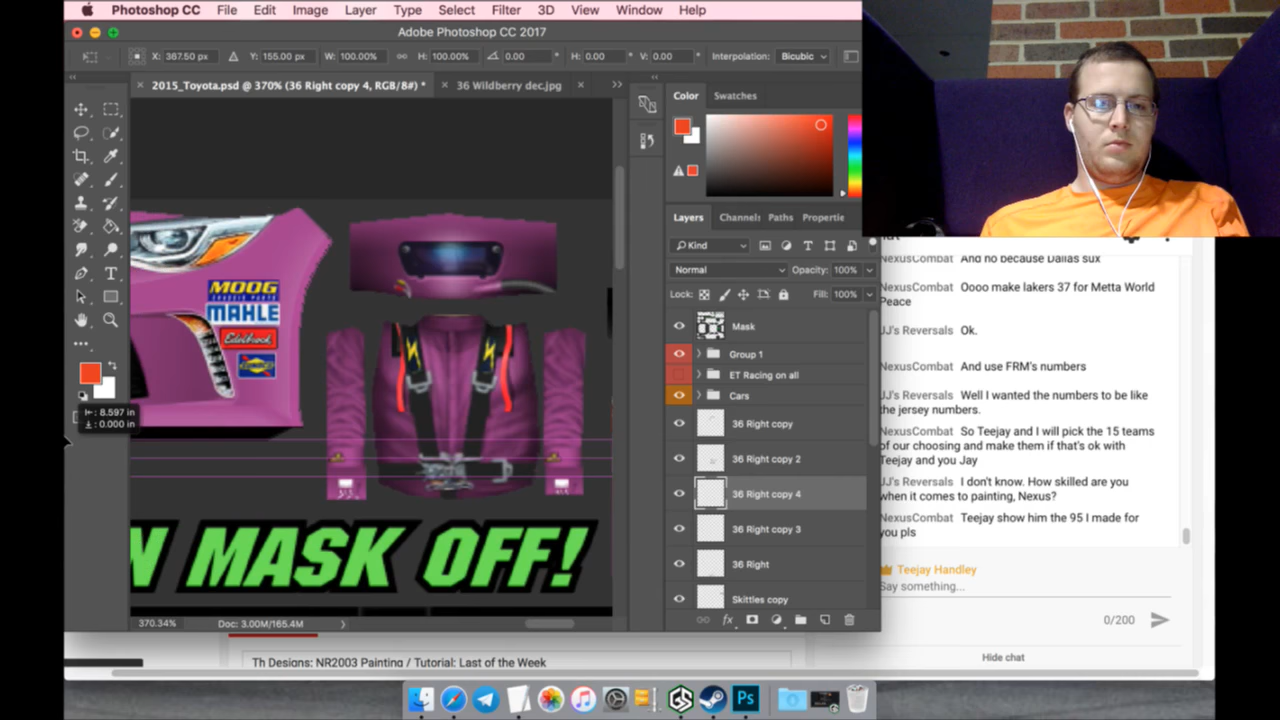 Photoshop CC File Edit Image Layer Type Select Filter 3D View Window Help
Adobe Photoshop CC 2017
X: 367.50 px Y: 155.00 px W: 100.00% H: 100.00% 0.00 ° H: 0.00 ° V: 0.00 ° Interpolation: Bicubic
2015_Toyota.psd @ 370% (36 Right copy 4, RGB/8#) * 36 Wildberry dec.jpg
Color Swatches
Layers Channel: Paths Propertie
Kind
Normal Opacity: 100%
Lock: Fill: 100%
Mask
Group 1
ET Racing on all
Cars
36 Right copy
36 Right copy 2
36 Right copy 4
36 Right copy 3
36 Right
Skittles copy
fx
MOOG
CHASSIS PARTS
MAHLE
Edelbrock
SUNOCO
: 8.597 in
: 0.000 in
N MASK OFF!
370.34% Doc: 3.00M/165.4M
Th Designs: NR2003 Painting / Tutorial: Last of the Week
NexusCombat And no because Dallas sux
NexusCombat Oooo make lakers 37 for Metta World
Peace
JJ's Reversals Ok.
NexusCombat And use FRM's numbers
JJ's Reversals Well I wanted the numbers to be like
the jersey numbers.
NexusCombat So Teejay and I will pick the 15 teams
of our choosing and make them if that's ok with
Teejay and you Jay
JJ's Reversals I don't know. How skilled are you
when it comes to painting, Nexus?
NexusCombat Teejay show him the 95 I made for
you pls
Teejay Handley
Say something...
0/200
Hide chat
GS
Ps